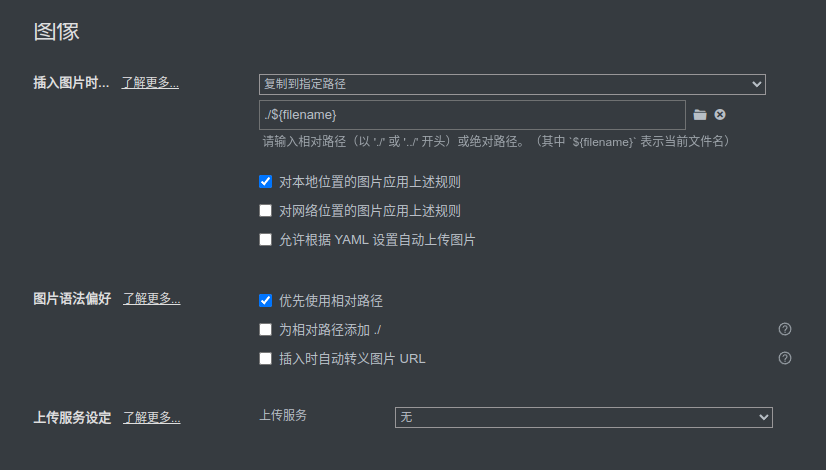 图像
插入图片时... 了解更多...
复制到指定路径
./${filename}
请输入相对路径（以 './' 或 '../' 开头）或绝对路径。（其中 `${filename}` 表示当前文件名）
对本地位置的图片应用上述规则
对网络位置的图片应用上述规则
允许根据 YAML 设置自动上传图片
图片语法偏好 了解更多...
优先使用相对路径
为相对路径添加 ./
插入时自动转义图片 URL
上传服务设定 了解更多...
上传服务 无